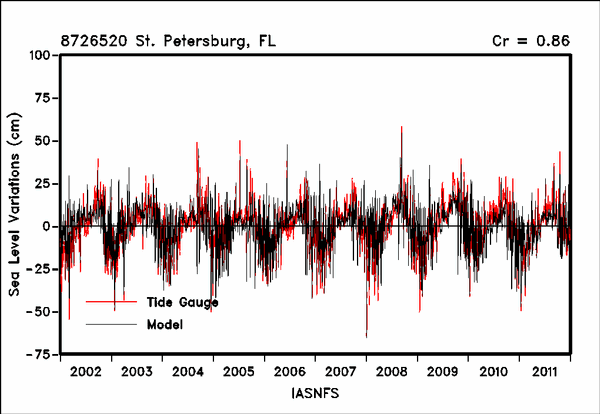 8726520 St. Petersburg, FL Cr = 0.86
100
75
50
25
0
-25
-50
-75
Sea Level Variations (cm)
Tide Gauge
Model
2002 2003 2004 2005 2006 2007 2008 2009 2010 2011
IASNFS